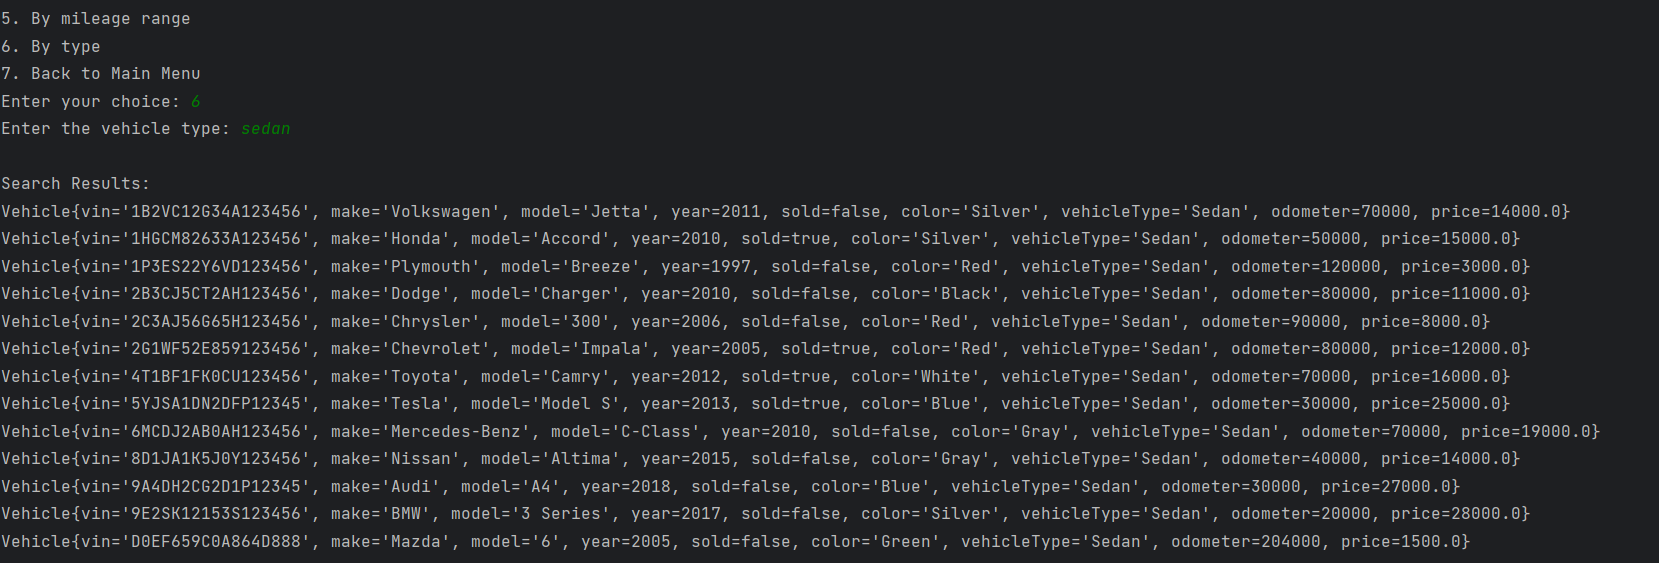 5. By mileage range
6. By type
7. Back to Main Menu
Enter your choice: 6
Enter the vehicle type: sedan
Search Results:
Vehicle{vin='1B2VC12G34A123456', make='Volkswagen', model='Jetta', year=2011, sold=false, color='Silver', vehicleType='Sedan', odometer=70000, price=14000.0}
Vehicle{vin='1HGCM82633A123456', make='Honda', model='Accord', year=2010, sold=true, color='Silver', vehicleType='Sedan', odometer=50000, price=15000.0}
Vehicle{vin='1P3ES22Y6VD123456', make='Plymouth', model='Breeze', year=1997, sold=false, color='Red', vehicleType='Sedan', odometer=120000, price=3000.0}
Vehicle{vin='2B3CJ5CT2AH123456', make='Dodge', model='Charger', year=2010, sold=false, color='Black', vehicleType='Sedan', odometer=80000, price=11000.0}
Vehicle{vin='2C3AJ56G65H123456', make='Chrysler', model='300', year=2006, sold=false, color='Red', vehicleType='Sedan', odometer=90000, price=8000.0}
Vehicle{vin='2G1WF52E859123456', make='Chevrolet', model='Impala', year=2005, sold=true, color='Red', vehicleType='Sedan', odometer=80000, price=12000.0}
Vehicle{vin='4T1BF1FK0CU123456', make='Toyota', model='Camry', year=2012, sold=true, color='White', vehicleType='Sedan', odometer=70000, price=16000.0}
Vehicle{vin='5YJSA1DN2DFP12345', make='Tesla', model='Model S', year=2013, sold=true, color='Blue', vehicleType='Sedan', odometer=30000, price=25000.0}
Vehicle{vin='6MCDJ2AB0AH123456', make='Mercedes-Benz', model='C-Class', year=2010, sold=false, color='Gray', vehicleType='Sedan', odometer=70000, price=19000.0}
Vehicle{vin='8D1JA1K5J0Y123456', make='Nissan', model='Altima', year=2015, sold=false, color='Gray', vehicleType='Sedan', odometer=40000, price=14000.0}
Vehicle{vin='9A4DH2CG2D1P12345', make='Audi', model='A4', year=2018, sold=false, color='Blue', vehicleType='Sedan', odometer=30000, price=27000.0}
Vehicle{vin='9E2SK12153S123456', make='BMW', model='3 Series', year=2017, sold=false, color='Silver', vehicleType='Sedan', odometer=20000, price=28000.0}
Vehicle{vin='D0EF659C0A864D888', make='Mazda', model='6', year=2005, sold=false, color='Green', vehicleType='Sedan', odometer=204000, price=1500.0}